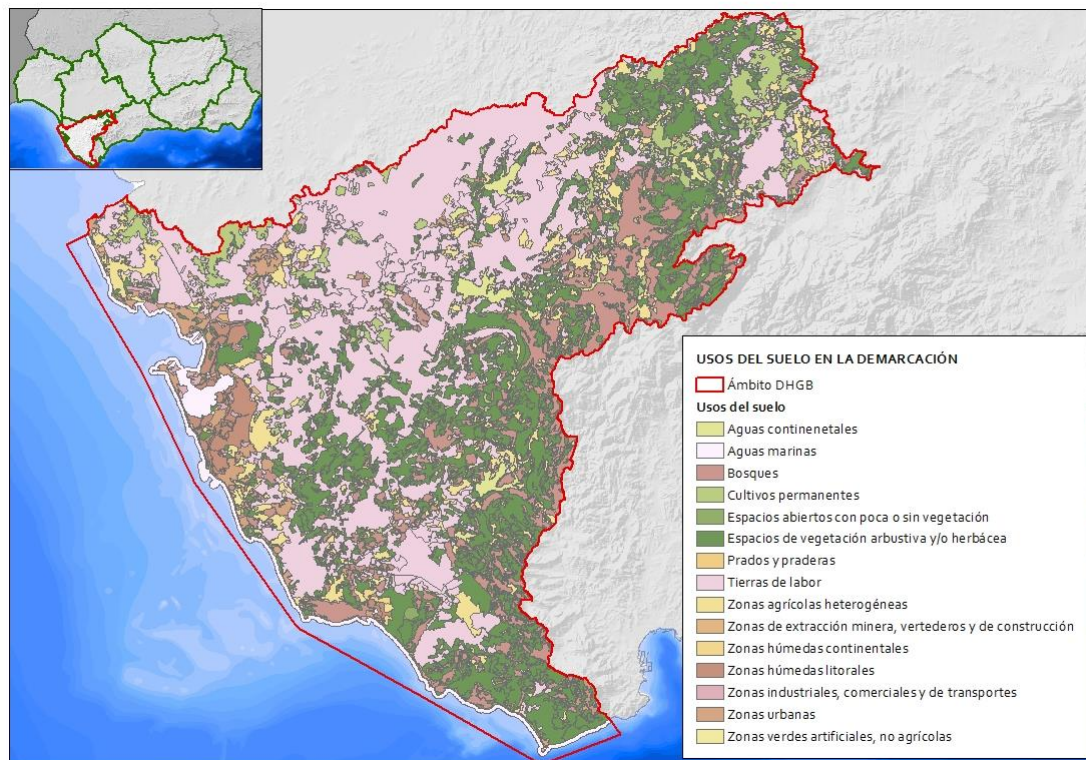 USOS DEL SUELO EN LA DEMARCACIÓN
Ámbito DHGB
Usos del suelo
Aguas continenetales
Aguas marinas
Bosques
Cultivos permanentes
Espacios abiertos con poca o sin vegetación
Espacios de vegetación arbustiva y/o herbácea
Prados y praderas
Tierras de labor
Zonas agrícolas heterogéneas
Zonas de extracción minera, vertederos y de construcción
Zonas húmedas continentales
Zonas húmedas litorales
Zonas industriales, comerciales y de transportes
Zonas urbanas
Zonas verdes artificiales, no agrícolas